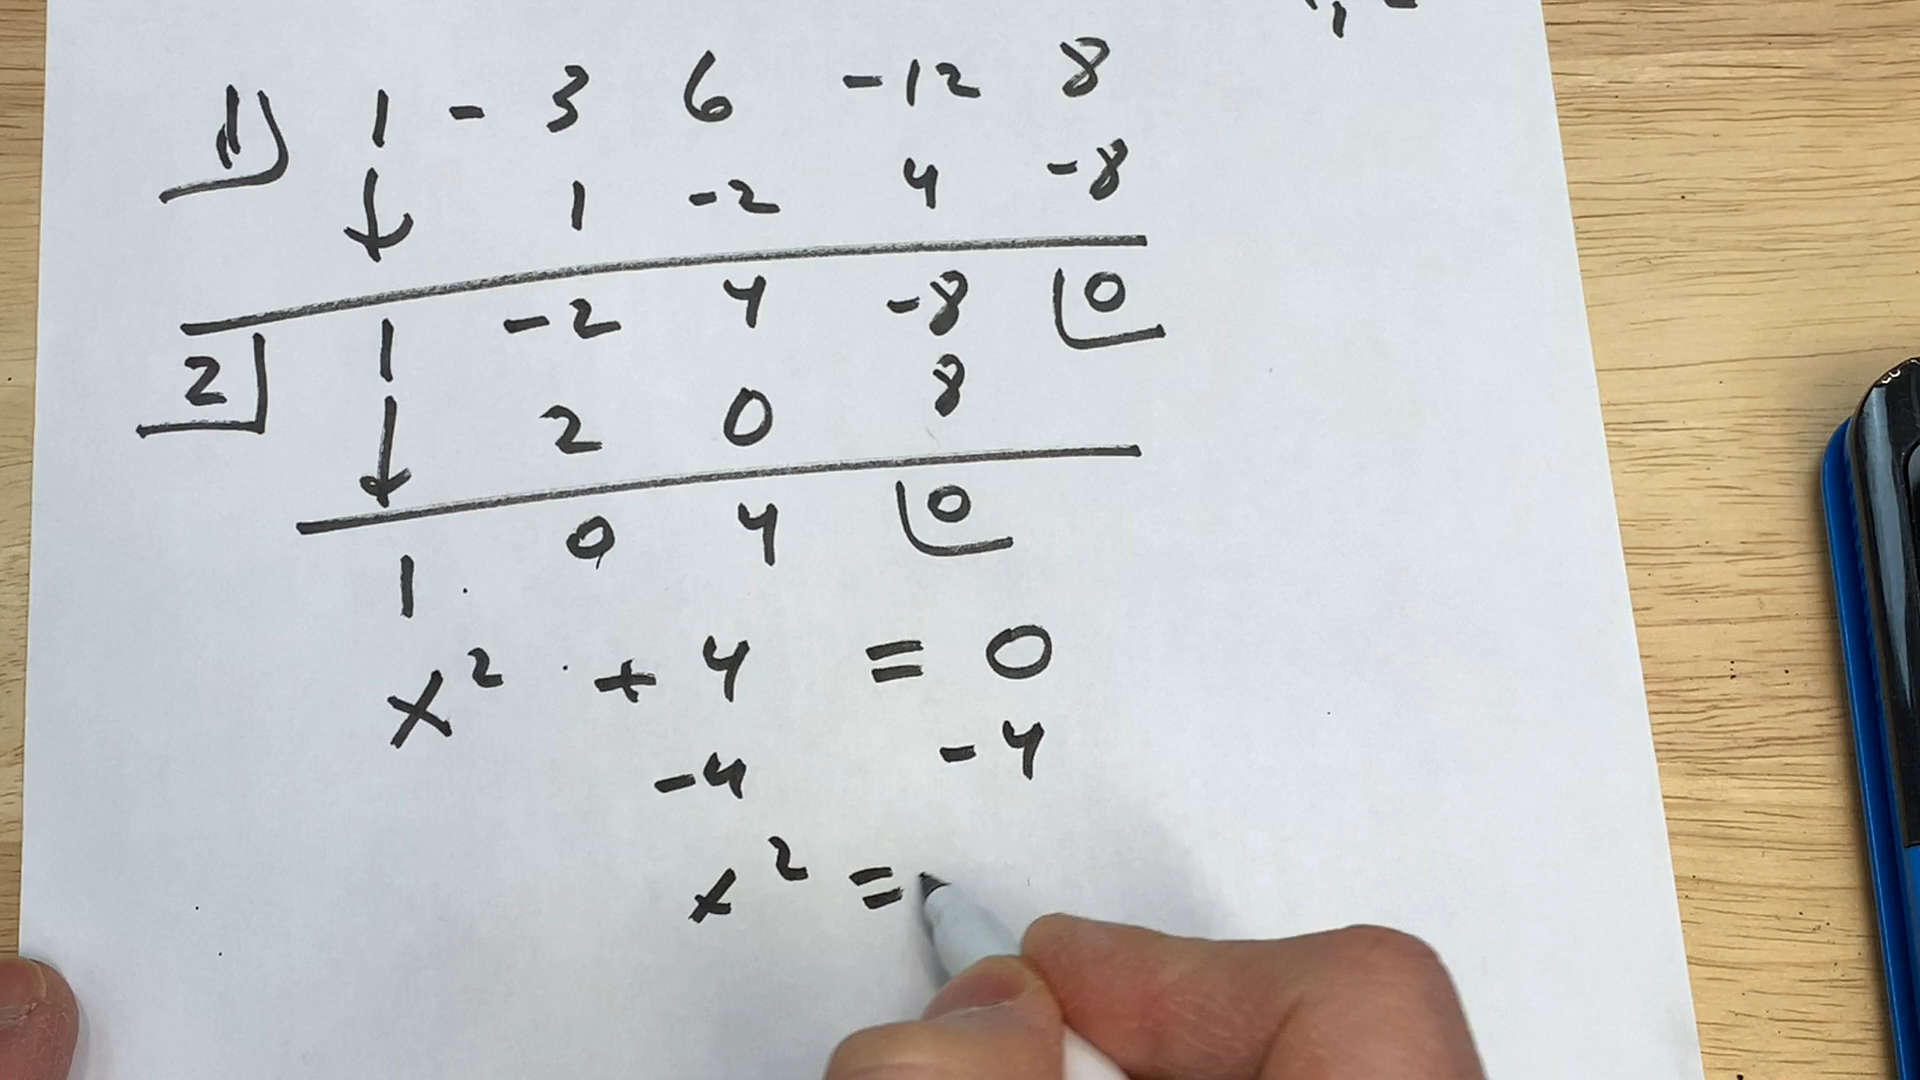 1 1 - 3 6 -12 8
1 -2 4 -8
2 1 -2 4 -8 0
2 0 8
1 0 4 0
x² + 4 = 0
-4 -4
x² =